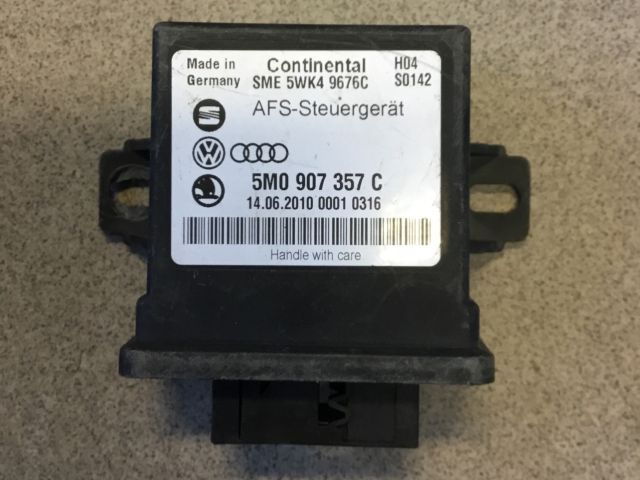 Made in Germany
Continental
H04
SME 5WK4 9676C
S0142
AFS-Steuergerät
5M0 907 357 C
14.06.2010 0001 0316
Handle with care